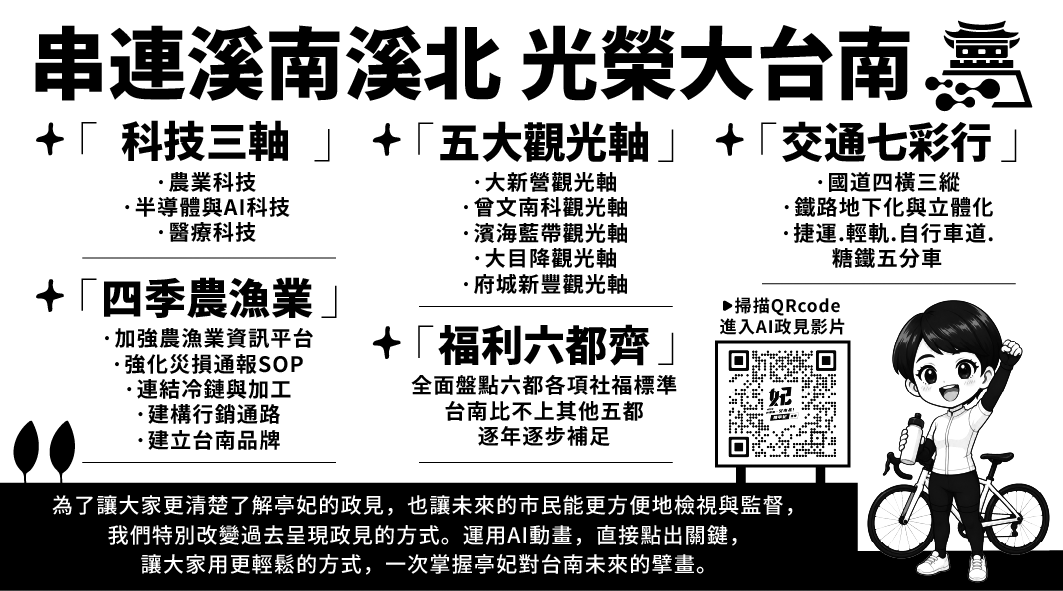 串連溪南溪北 光榮大台南
「科技三軸」
·農業科技
·半導體與AI科技
·醫療科技
「四季農漁業」
·加強農漁業資訊平台
·強化災損通報SOP
·連結冷鏈與加工
·建構行銷通路
·建立台南品牌
「五大觀光軸」
·大新營觀光軸
·曾文南科觀光軸
·濱海藍帶觀光軸
·大目降觀光軸
·府城新豐觀光軸
「福利六都齊」
全面盤點六都各項社福標準
台南比不上其他五都
逐年逐步補足
「交通七彩行」
·國道四橫三縱
·鐵路地下化與立體化
·捷運.輕軌.自行車道.
糖鐵五分車
▶掃描QRcode
進入AI政見影片
妃
為了讓大家更清楚了解亭妃的政見，也讓未來的市民能更方便地檢視與監督，
我們特別改變過去呈現政見的方式。運用AI動畫，直接點出關鍵，
讓大家用更輕鬆的方式，一次掌握亭妃對台南未來的擘畫。